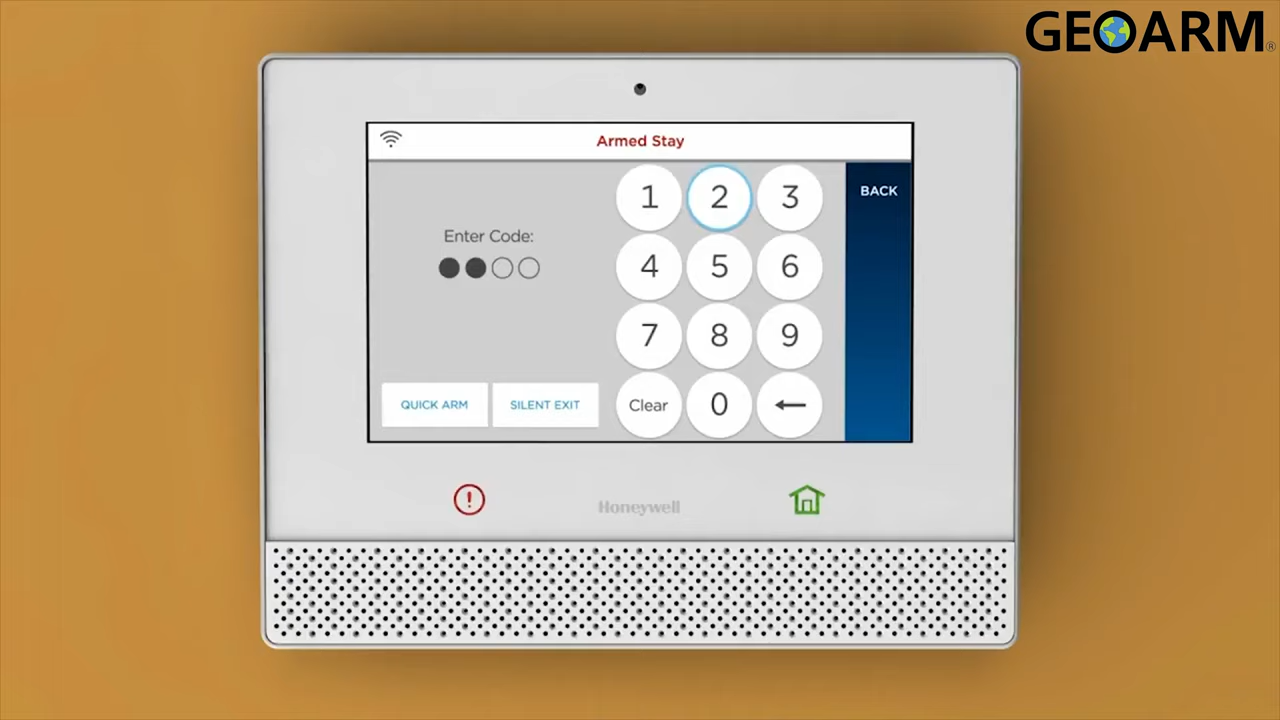 GEOARM®
Armed Stay
Enter Code:
1 2 3
BACK
4 5 6
7 8 9
QUICK ARM
SILENT EXIT
Clear 0 ←
Honeywell